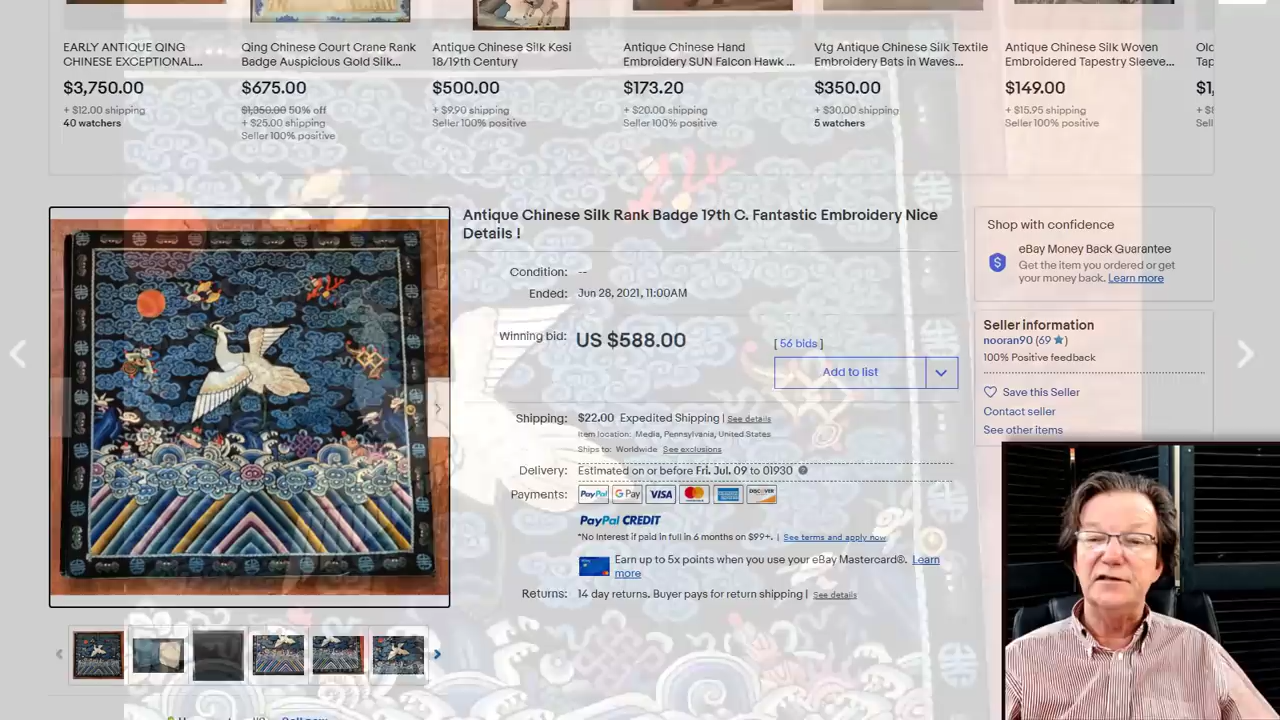 EARLY ANTIQUE QING
CHINESE EXCEPTIONAL...
$3,750.00
+ $12.00 shipping
40 watchers
Qing Chinese Court Crane Rank
Badge Auspicious Gold Silk...
$675.00
$1,350.00 50% off
+ $25.00 shipping
Seller 100% positive
Antique Chinese Silk Kesi
18/19th Century
$500.00
+ $9.90 shipping
Seller 100% positive
Antique Chinese Hand
Embroidery SUN Falcon Hawk ...
$173.20
+ $20.00 shipping
Seller 100% positive
Vtg Antique Chinese Silk Textile
Embroidery Bats in Waves...
$350.00
+ $30.00 shipping
5 watchers
Antique Chinese Silk Woven
Embroidered Tapestry Sleeve...
$149.00
+ $15.95 shipping
Seller 100% positive
Antique Chinese Silk Rank Badge 19th C. Fantastic Embroidery Nice
Details !
Condition: --
Ended: Jun 28, 2021, 11:00AM
Winning bid: US $588.00 [ 56 bids ]
Add to list
Shipping: $22.00 Expedited Shipping | See details
Item location: Media, Pennsylvania, United States
Ships to: Worldwide See exclusions
Delivery: Estimated on or before Fri. Jul. 09 to 01930
Payments: PayPal G Pay VISA
PayPal CREDIT
*No Interest if paid in full in 6 months on $99+. | See terms and apply now
Earn up to 5x points when you use your eBay Mastercard®. Learn
more
Returns: 14 day returns. Buyer pays for return shipping | See details
Shop with confidence
eBay Money Back Guarantee
Get the item you ordered or get
your money back. Learn more
Seller information
nooran90 (69 )
100% Positive feedback
Save this Seller
Contact seller
See other items